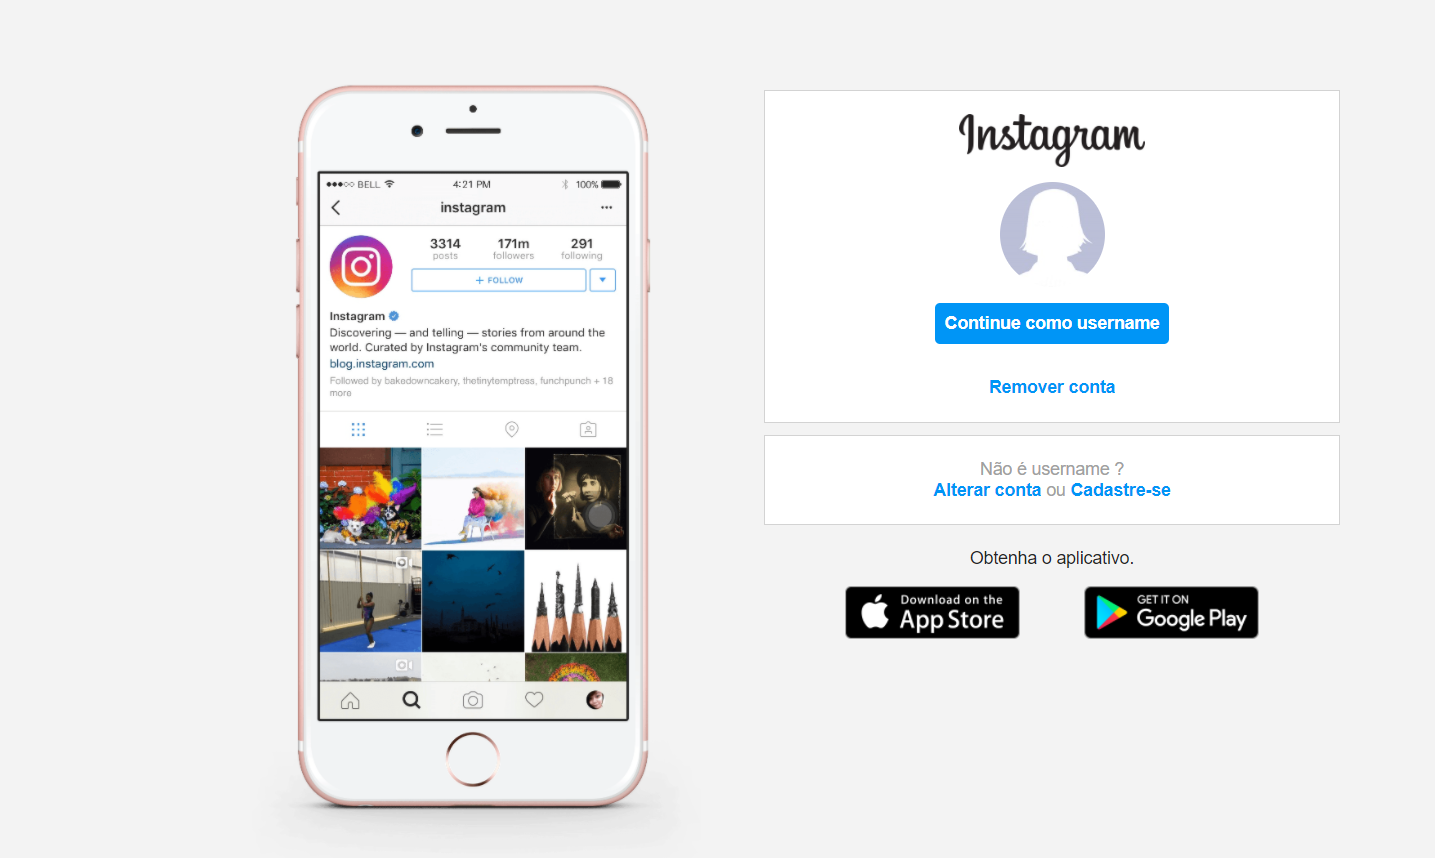 BELL 4:21 PM 100%
instagram
3314 171m 291
posts followers following
+ FOLLOW
Instagram
Discovering — and telling — stories from around the
world. Curated by Instagram's community team.
blog.instagram.com
Followed by bakedowncakery, thetinytemptress, funchpunch + 18
more
Instagram
Continue como username
Remover conta
Não é username ?
Alterar conta ou Cadastre-se
Obtenha o aplicativo.
Download on the
App Store
GET IT ON
Google Play